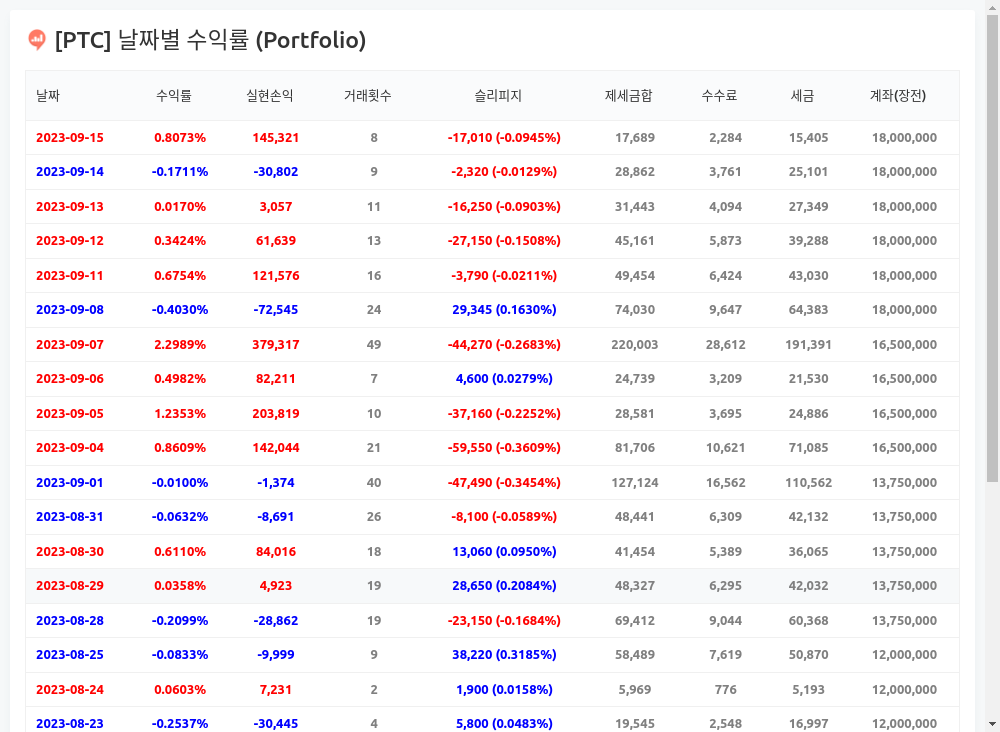 [PTC] 날짜별 수익률 (Portfolio)
날짜 수익률 실현손익 거래횟수 슬리피지 제세금합 수수료 세금 계좌(장전)
2023-09-15 0.8073% 145,321 8 -17,010 (-0.0945%) 17,689 2,284 15,405 18,000,000
2023-09-14 -0.1711% -30,802 9 -2,320 (-0.0129%) 28,862 3,761 25,101 18,000,000
2023-09-13 0.0170% 3,057 11 -16,250 (-0.0903%) 31,443 4,094 27,349 18,000,000
2023-09-12 0.3424% 61,639 13 -27,150 (-0.1508%) 45,161 5,873 39,288 18,000,000
2023-09-11 0.6754% 121,576 16 -3,790 (-0.0211%) 49,454 6,424 43,030 18,000,000
2023-09-08 -0.4030% -72,545 24 29,345 (0.1630%) 74,030 9,647 64,383 18,000,000
2023-09-07 2.2989% 379,317 49 -44,270 (-0.2683%) 220,003 28,612 191,391 16,500,000
2023-09-06 0.4982% 82,211 7 4,600 (0.0279%) 24,739 3,209 21,530 16,500,000
2023-09-05 1.2353% 203,819 10 -37,160 (-0.2252%) 28,581 3,695 24,886 16,500,000
2023-09-04 0.8609% 142,044 21 -59,550 (-0.3609%) 81,706 10,621 71,085 16,500,000
2023-09-01 -0.0100% -1,374 40 -47,490 (-0.3454%) 127,124 16,562 110,562 13,750,000
2023-08-31 -0.0632% -8,691 26 -8,100 (-0.0589%) 48,441 6,309 42,132 13,750,000
2023-08-30 0.6110% 84,016 18 13,060 (0.0950%) 41,454 5,389 36,065 13,750,000
2023-08-29 0.0358% 4,923 19 28,650 (0.2084%) 48,327 6,295 42,032 13,750,000
2023-08-28 -0.2099% -28,862 19 -23,150 (-0.1684%) 69,412 9,044 60,368 13,750,000
2023-08-25 -0.0833% -9,999 9 38,220 (0.3185%) 58,489 7,619 50,870 12,000,000
2023-08-24 0.0603% 7,231 2 1,900 (0.0158%) 5,969 776 5,193 12,000,000
2023-08-23 -0.2537% -30,445 4 5,800 (0.0483%) 19,545 2,548 16,997 12,000,000